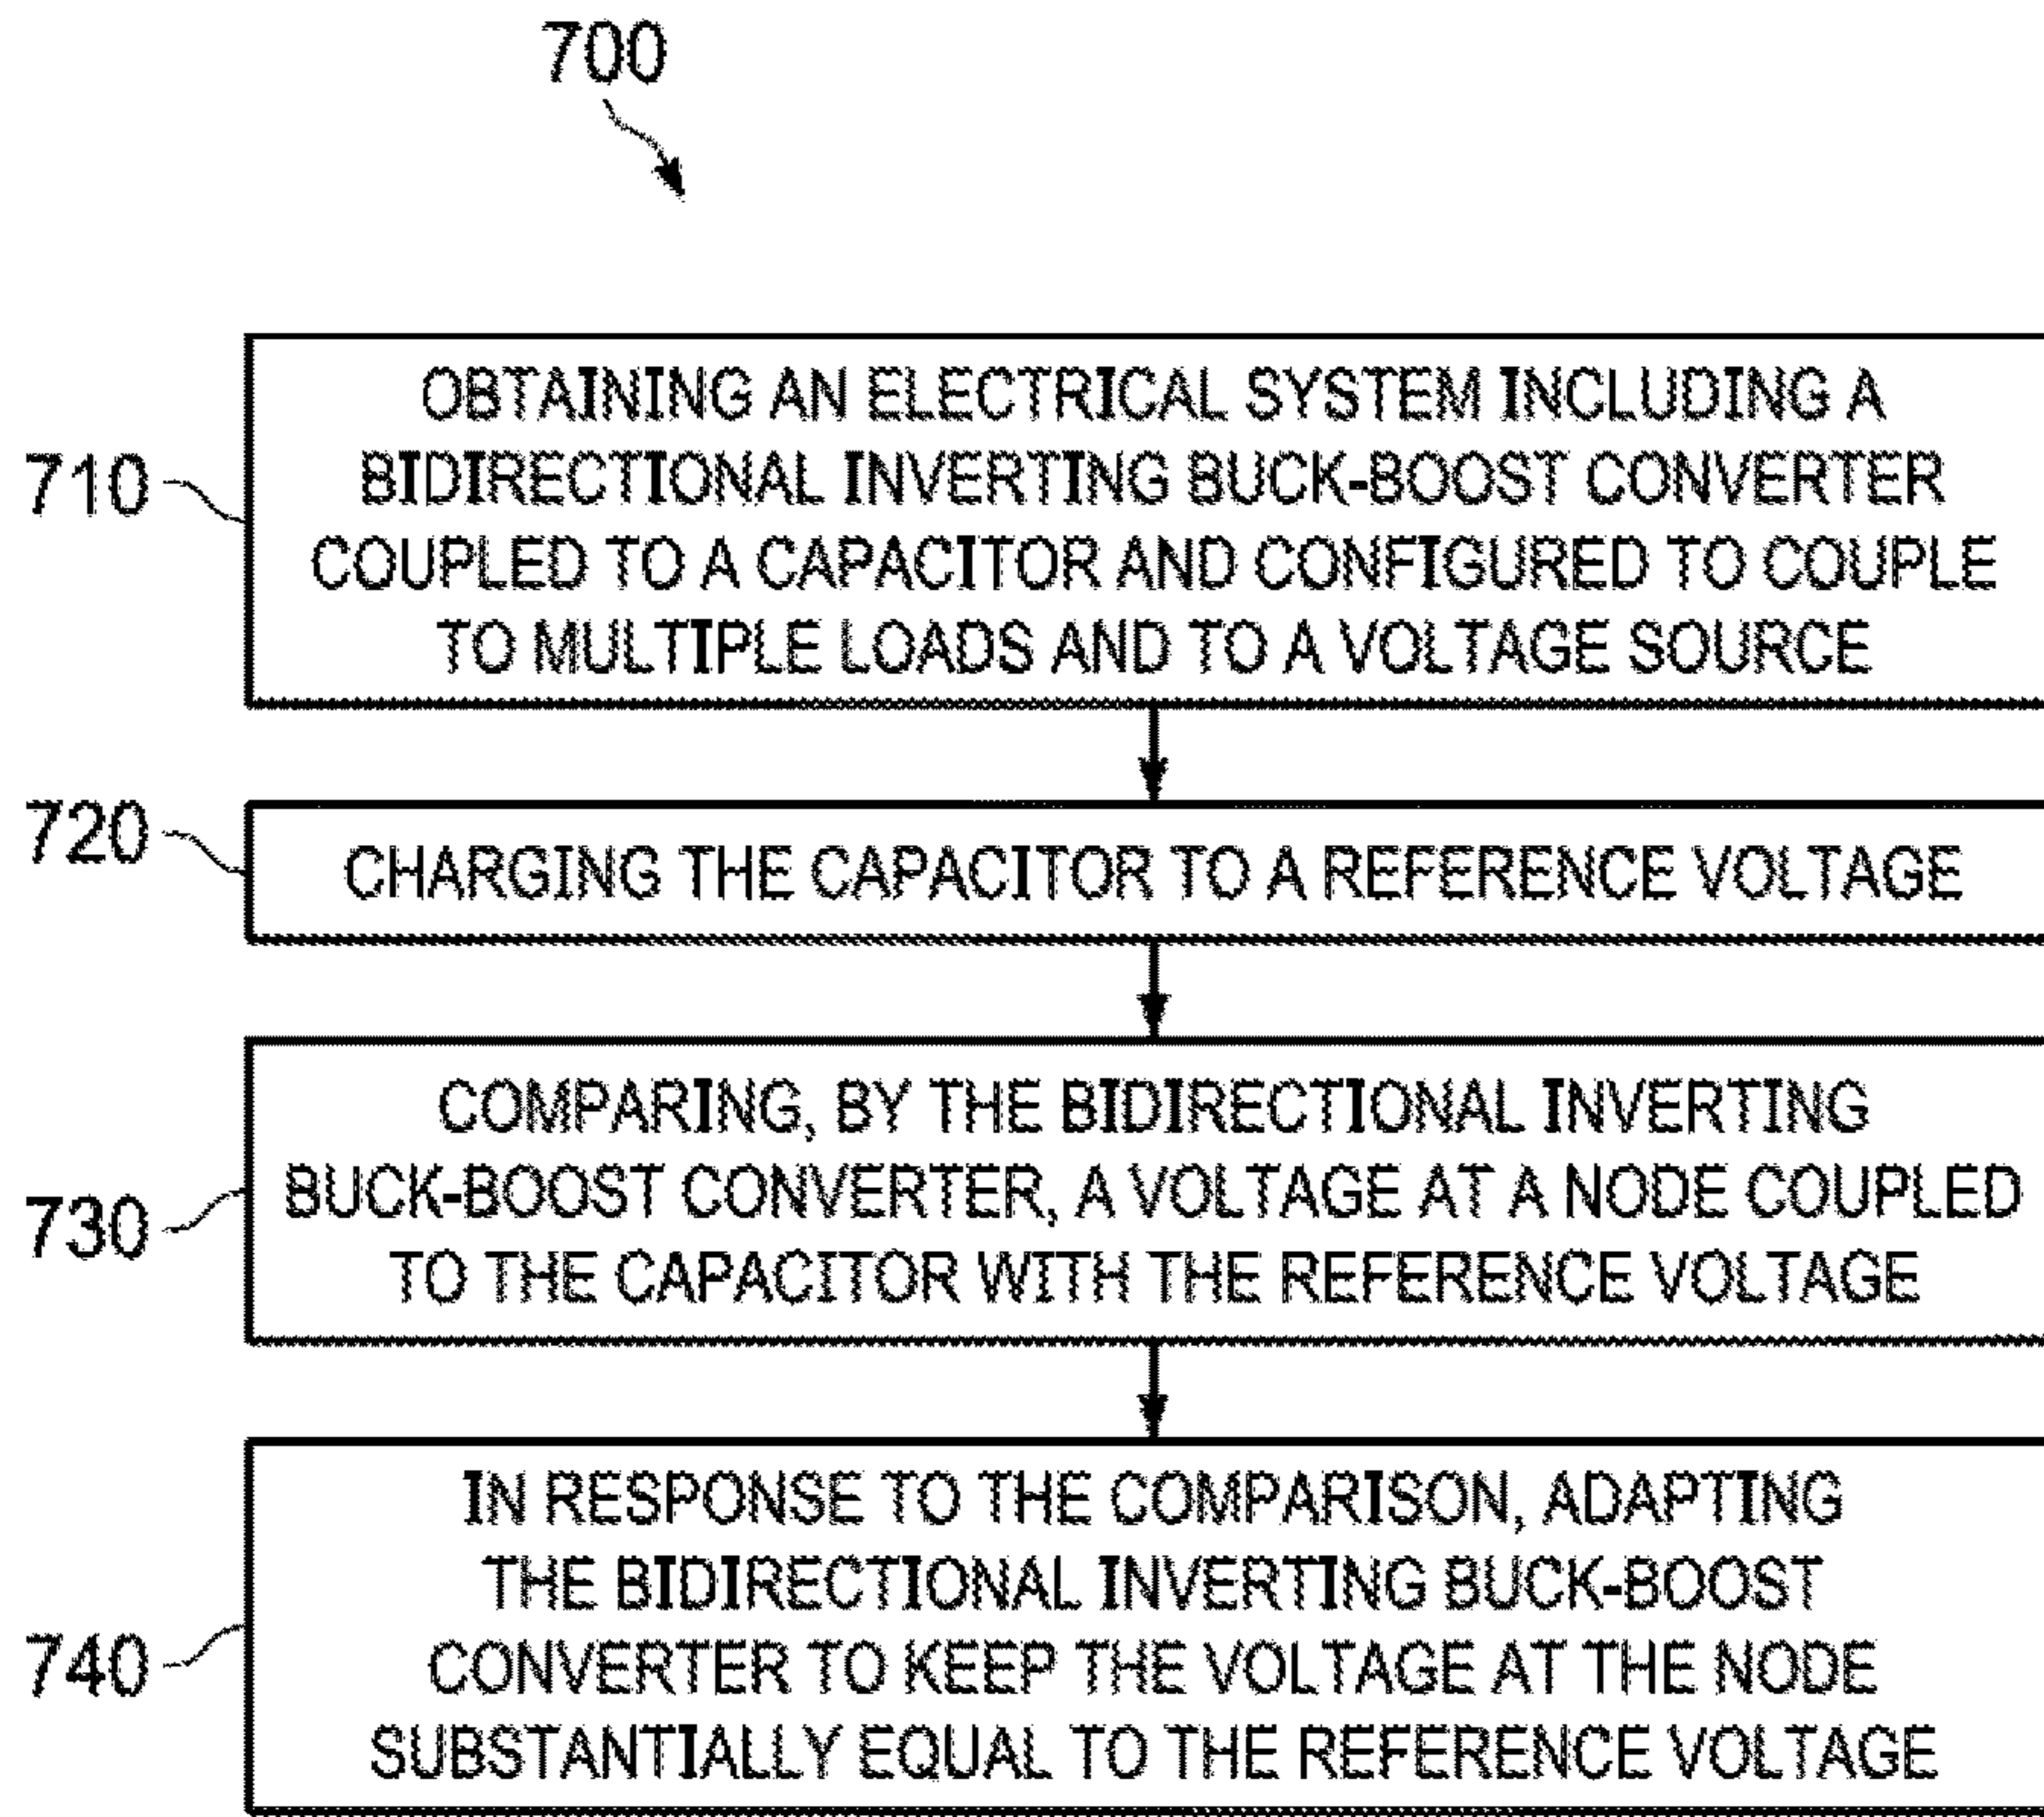 700
710
OBTAINING AN ELECTRICAL SYSTEM INCLUDING A
BIDIRECTIONAL INVERTING BUCK-BOOST CONVERTER
COUPLED TO A CAPACITOR AND CONFIGURED TO COUPLE
TO MULTIPLE LOADS AND TO A VOLTAGE SOURCE
720
CHARGING THE CAPACITOR TO A REFERENCE VOLTAGE
730
COMPARING, BY THE BIDIRECTIONAL INVERTING
BUCK-BOOST CONVERTER, A VOLTAGE AT A NODE COUPLED
TO THE CAPACITOR WITH THE REFERENCE VOLTAGE
740
IN RESPONSE TO THE COMPARISON, ADAPTING
THE BIDIRECTIONAL INVERTING BUCK-BOOST
CONVERTER TO KEEP THE VOLTAGE AT THE NODE
SUBSTANTIALLY EQUAL TO THE REFERENCE VOLTAGE